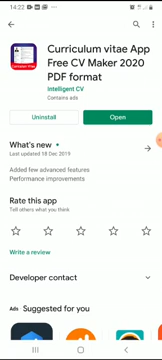 14:22
Curriculum vitae App
Free CV Maker 2020
PDF format
Intelligent CV
Contains ads
Uninstall
Open
What's new
Last updated 18 Dec 2019
Added few advanced features
Performance improvements
Rate this app
Tell others what you think
Write a review
Developer contact
Ads Suggested for you